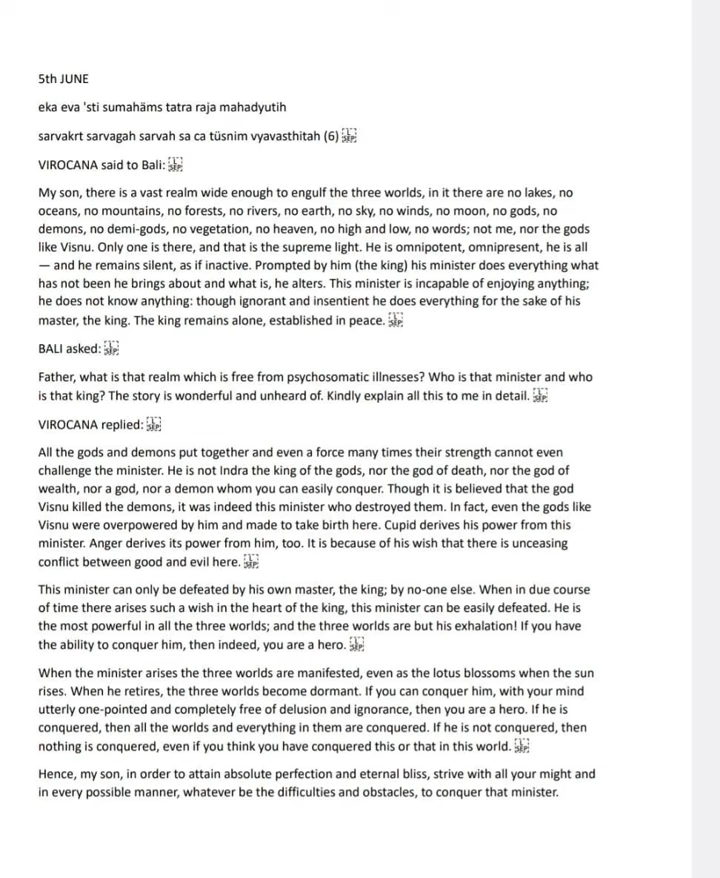 5th JUNE
eka eva 'sti sumahāms tatra raja mahadyutih
sarvakrt sarvagah sarvah sa ca tüsnim vyavasthitah (6)
VIROCANA said to Bali:
My son, there is a vast realm wide enough to engulf the three worlds, in it there are no lakes, no
oceans, no mountains, no forests, no rivers, no earth, no sky, no winds, no moon, no gods, no
demons, no demi-gods, no vegetation, no heaven, no high and low, no words; not me, nor the gods
like Visnu. Only one is there, and that is the supreme light. He is omnipotent, omnipresent, he is all
— and he remains silent, as if inactive. Prompted by him (the king) his minister does everything what
has not been he brings about and what is, he alters. This minister is incapable of enjoying anything;
he does not know anything: though ignorant and insentient he does everything for the sake of his
master, the king. The king remains alone, established in peace.
BALI asked:
Father, what is that realm which is free from psychosomatic illnesses? Who is that minister and who
is that king? The story is wonderful and unheard of. Kindly explain all this to me in detail.
VIROCANA replied:
All the gods and demons put together and even a force many times their strength cannot even
challenge the minister. He is not Indra the king of the gods, nor the god of death, nor the god of
wealth, nor a god, nor a demon whom you can easily conquer. Though it is believed that the god
Visnu killed the demons, it was indeed this minister who destroyed them. In fact, even the gods like
Visnu were overpowered by him and made to take birth here. Cupid derives his power from this
minister. Anger derives its power from him, too. It is because of his wish that there is unceasing
conflict between good and evil here.
This minister can only be defeated by his own master, the king; by no-one else. When in due course
of time there arises such a wish in the heart of the king, this minister can be easily defeated. He is
the most powerful in all the three worlds; and the three worlds are but his exhalation! If you have
the ability to conquer him, then indeed, you are a hero.
When the minister arises the three worlds are manifested, even as the lotus blossoms when the sun
rises. When he retires, the three worlds become dormant. If you can conquer him, with your mind
utterly one-pointed and completely free of delusion and ignorance, then you are a hero. If he is
conquered, then all the worlds and everything in them are conquered. If he is not conquered, then
nothing is conquered, even if you think you have conquered this or that in this world.
Hence, my son, in order to attain absolute perfection and eternal bliss, strive with all your might and
in every possible manner, whatever be the difficulties and obstacles, to conquer that minister.